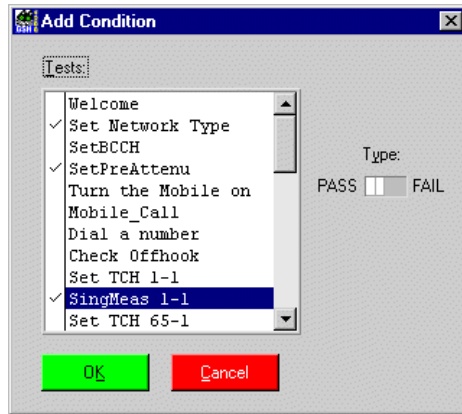 GSM
Add Condition
Tests:
Welcome
Set Network Type
SetBCCH
SetPreAttenu
Turn the Mobile on
Mobile_Call
Dial a number
Check Offhook
Set TCH 1-1
SingMeas 1-1
Set TCH 65-1
Type:
PASS FAIL
OK Cancel